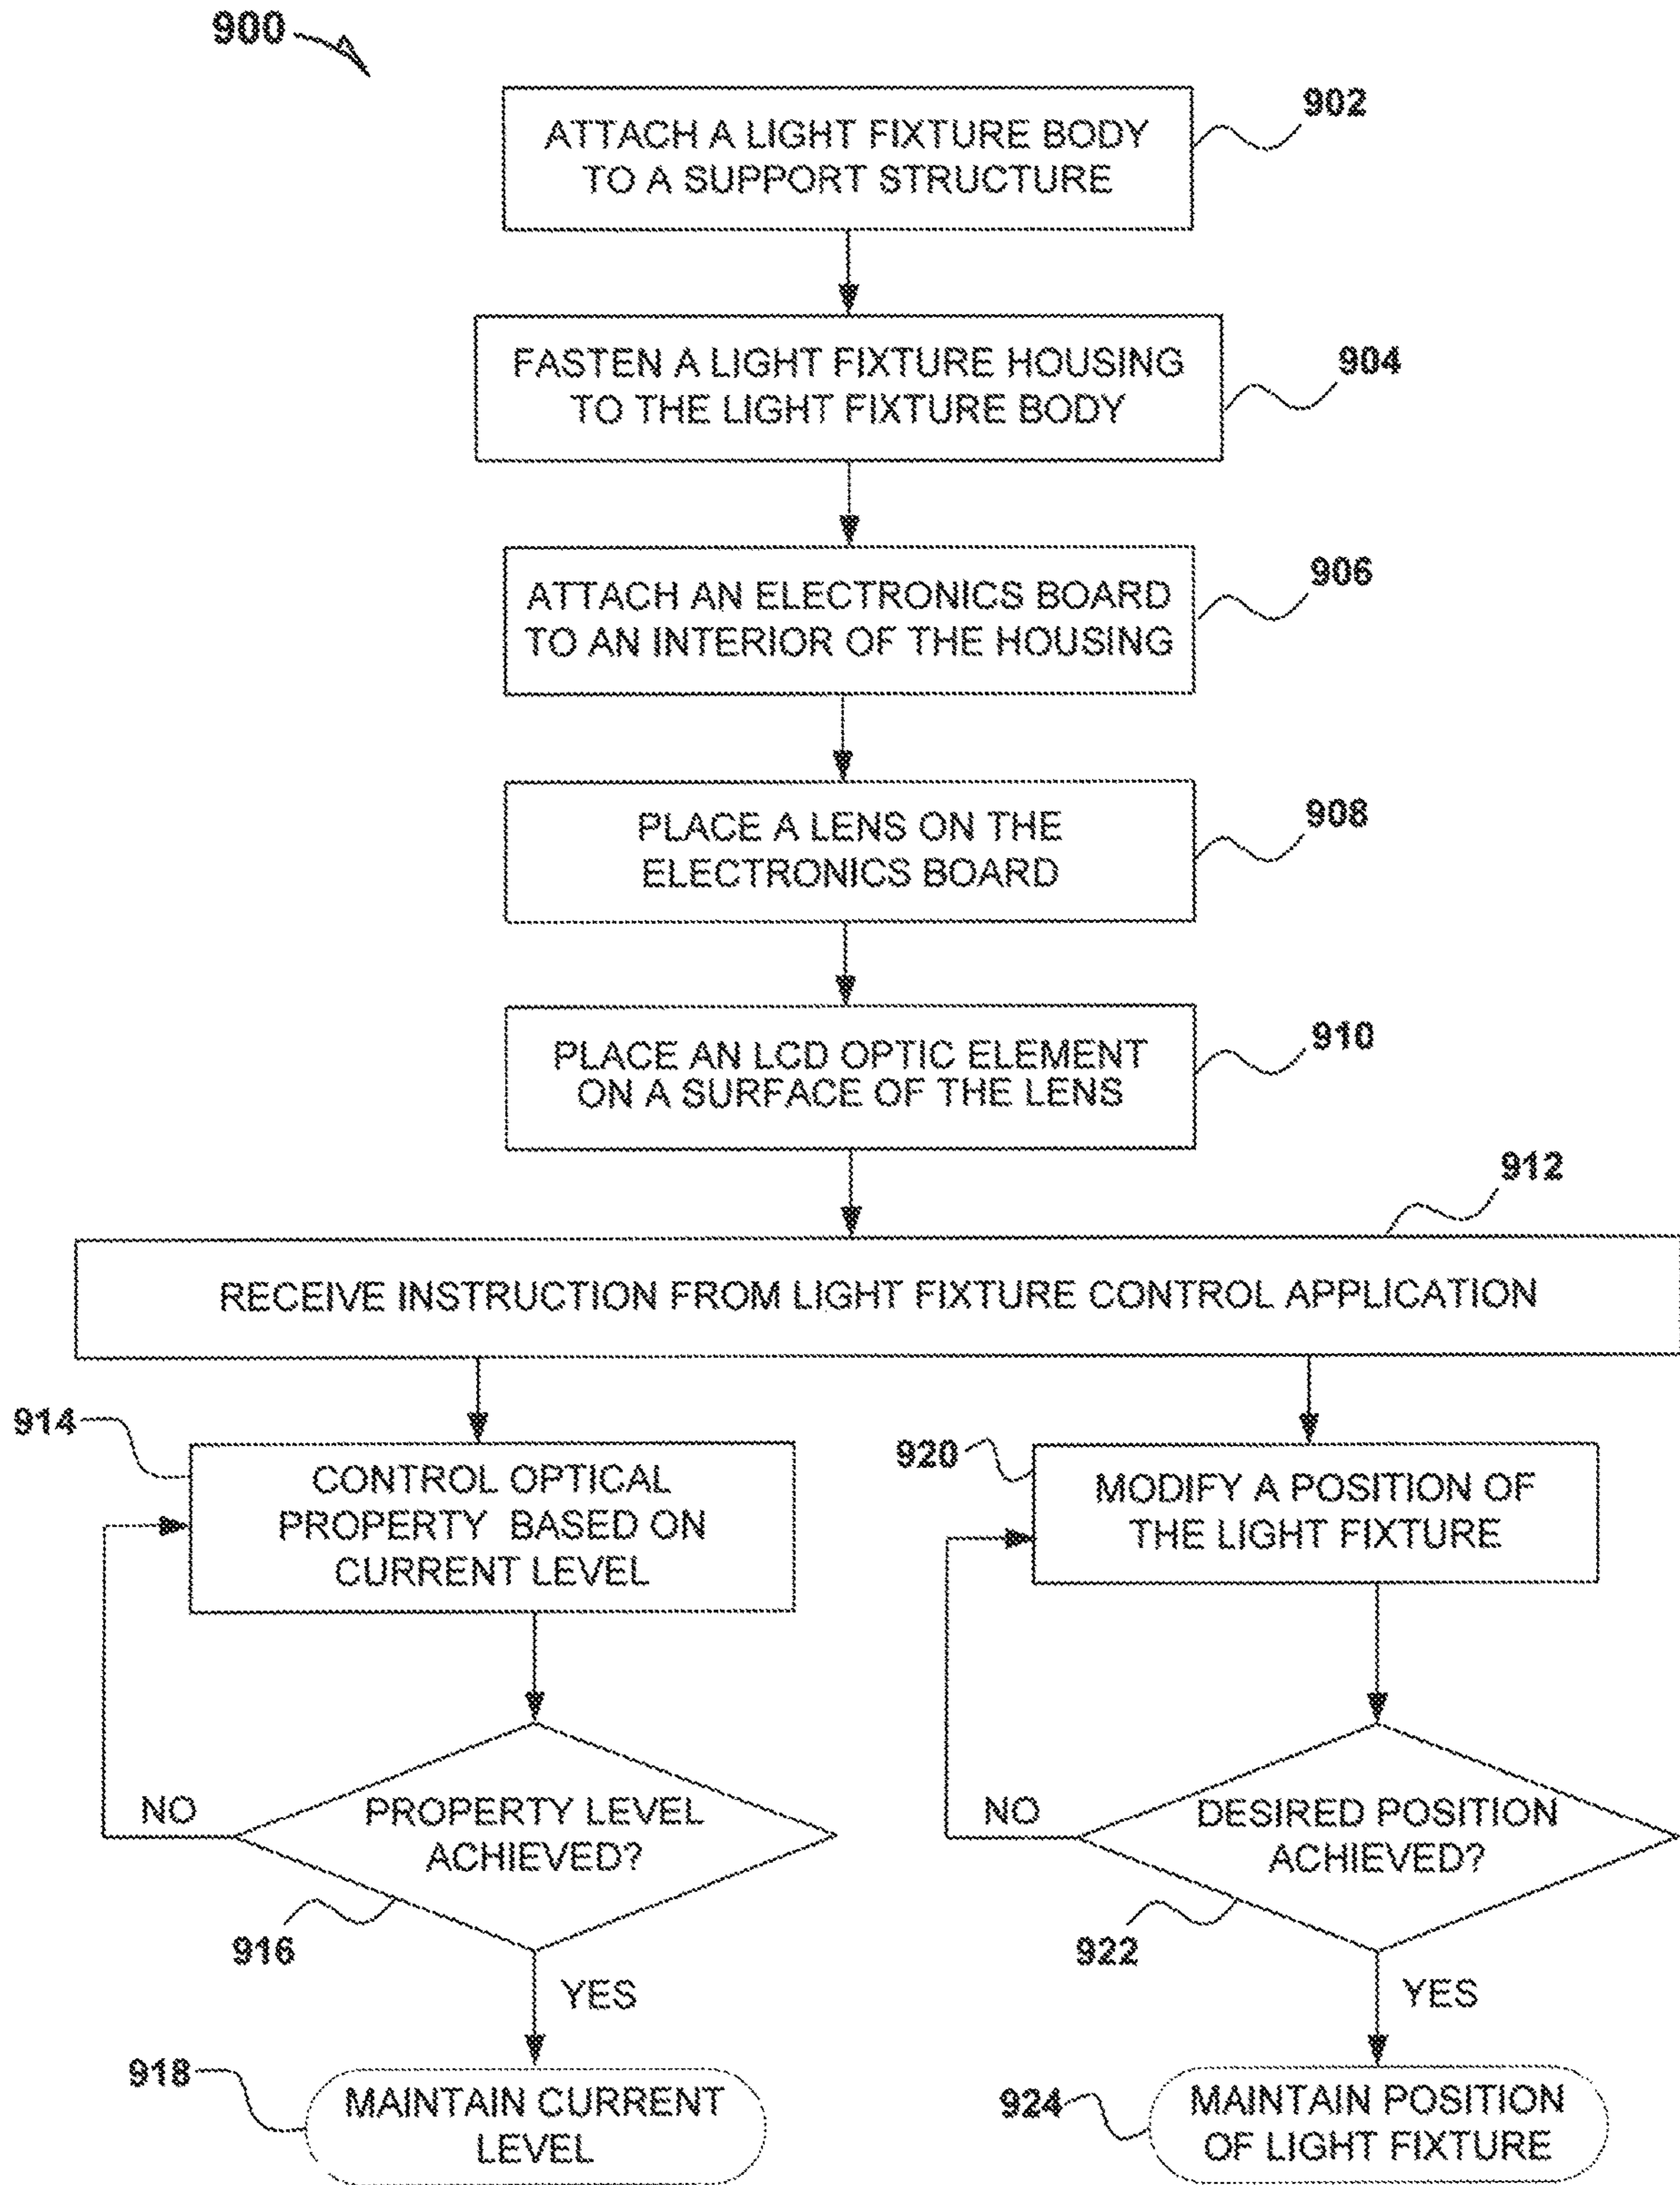 900
902
ATTACH A LIGHT FIXTURE BODY
TO A SUPPORT STRUCTURE
904
FASTEN A LIGHT FIXTURE HOUSING
TO THE LIGHT FIXTURE BODY
906
ATTACH AN ELECTRONICS BOARD
TO AN INTERIOR OF THE HOUSING
908
PLACE A LENS ON THE
ELECTRONICS BOARD
910
PLACE AN LCD OPTIC ELEMENT
ON A SURFACE OF THE LENS
912
RECEIVE INSTRUCTION FROM LIGHT FIXTURE CONTROL APPLICATION
914
CONTROL OPTICAL
PROPERTY BASED ON
CURRENT LEVEL
NO
PROPERTY LEVEL
ACHIEVED?
916
YES
918
MAINTAIN CURRENT
LEVEL
920
MODIFY A POSITION OF
THE LIGHT FIXTURE
NO
DESIRED POSITION
ACHIEVED?
922
YES
924
MAINTAIN POSITION
OF LIGHT FIXTURE